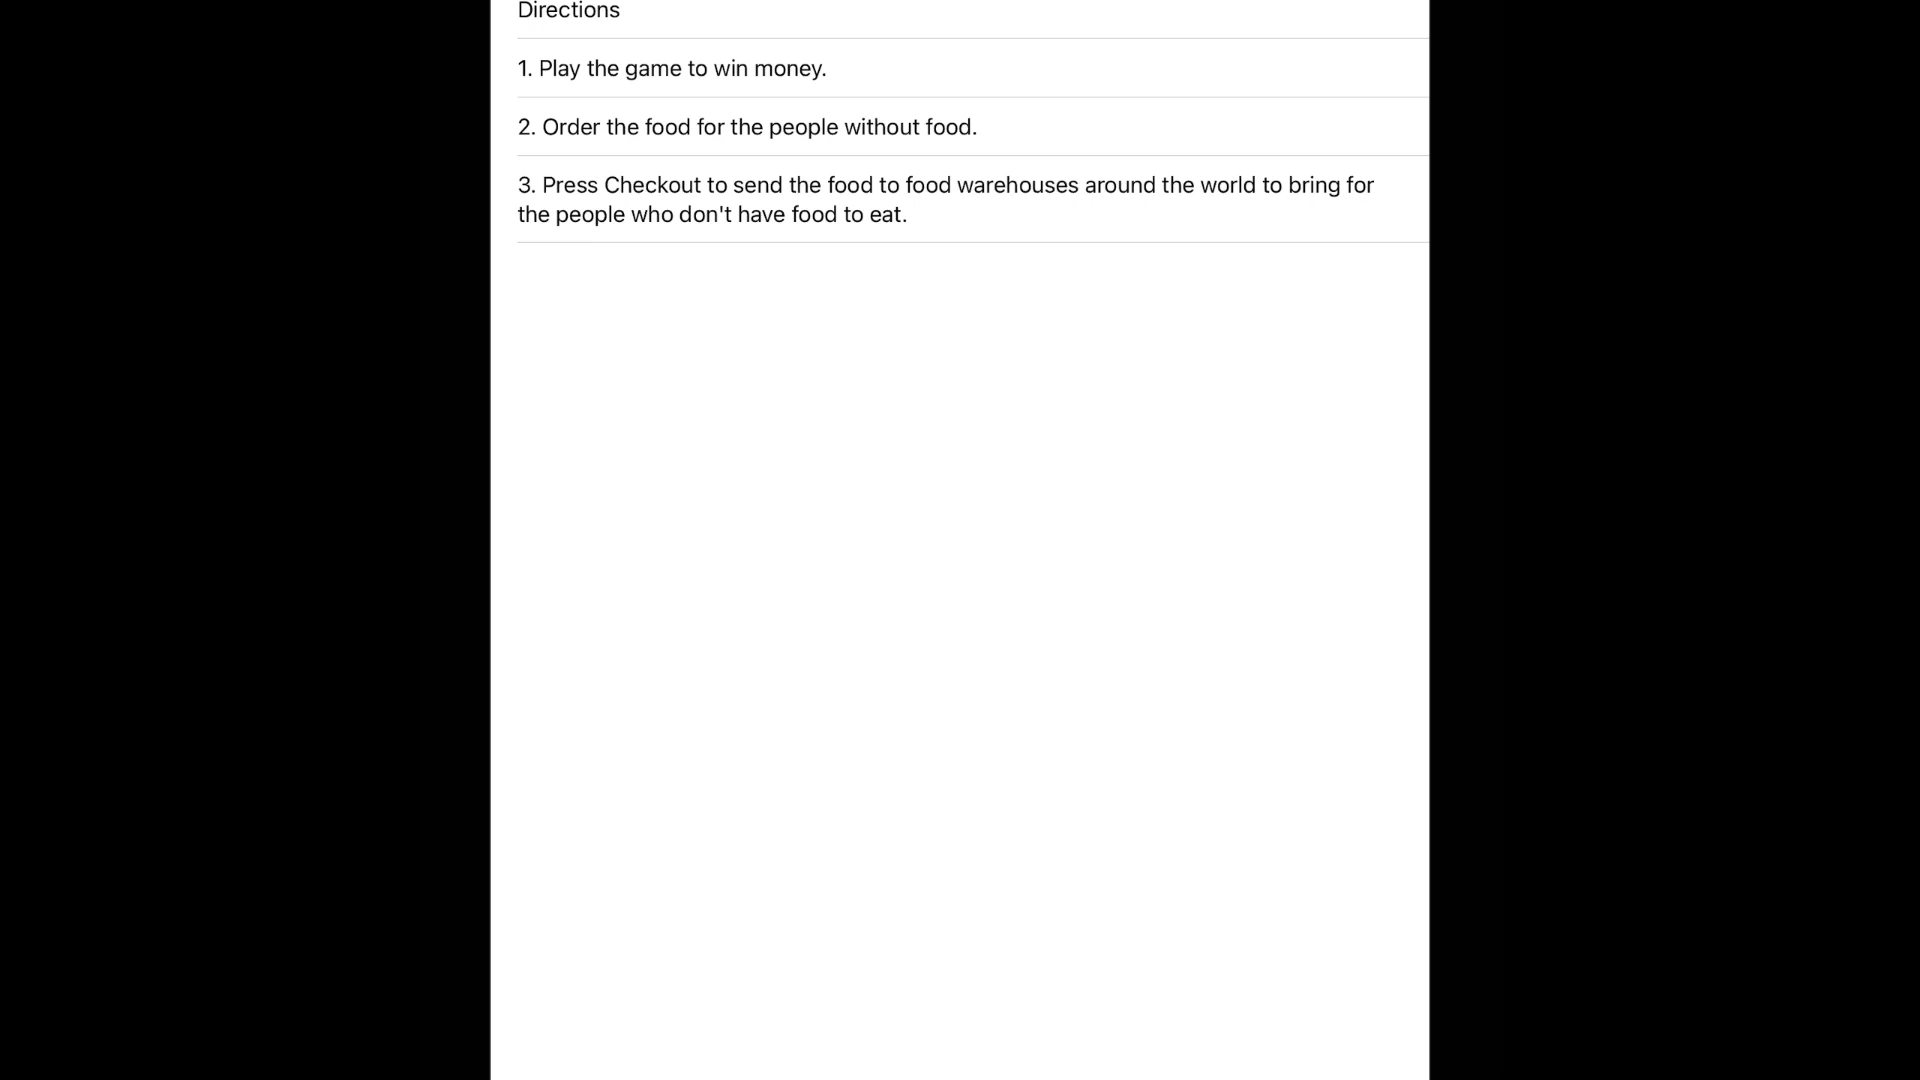 Directions
1. Play the game to win money.
2. Order the food for the people without food.
3. Press Checkout to send the food to food warehouses around the world to bring for
the people who don't have food to eat.